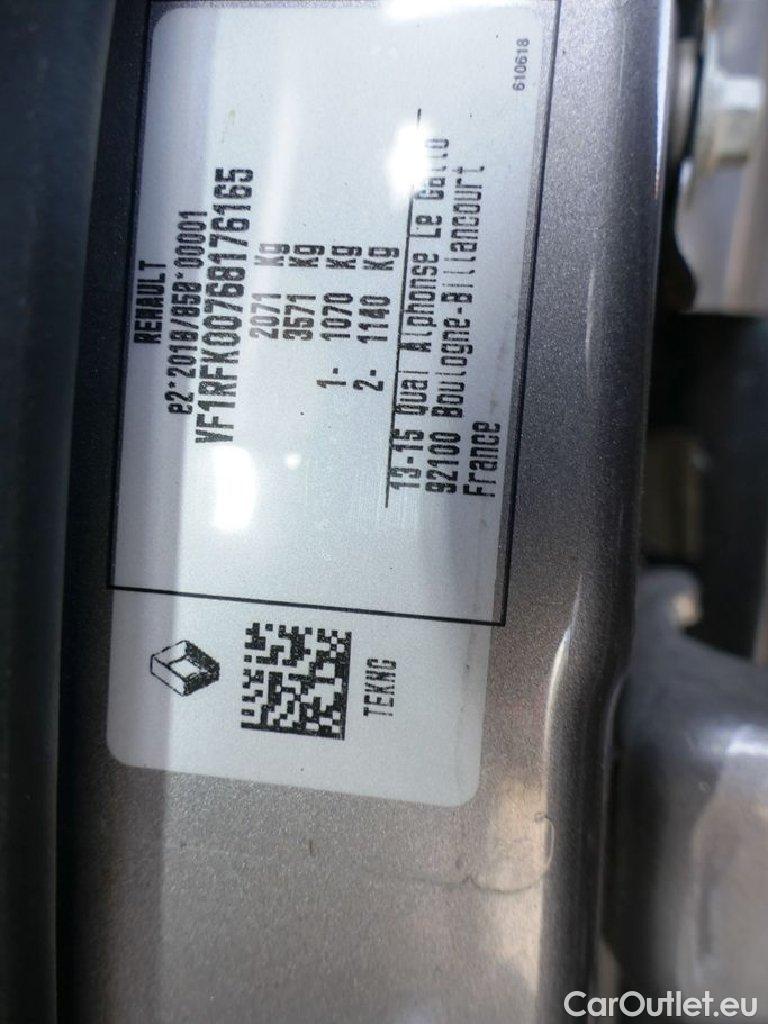 RENAULT
e2*2018/858*00001
VF1RFK00768176165
2071 Kg
3571 Kg
1- 1070 Kg
2- 1140 Kg
13-15 Quai Alphonse Le Gallo
92100 Boulogne-Billancourt
France
610618
TEKNG
CarOutlet.eu